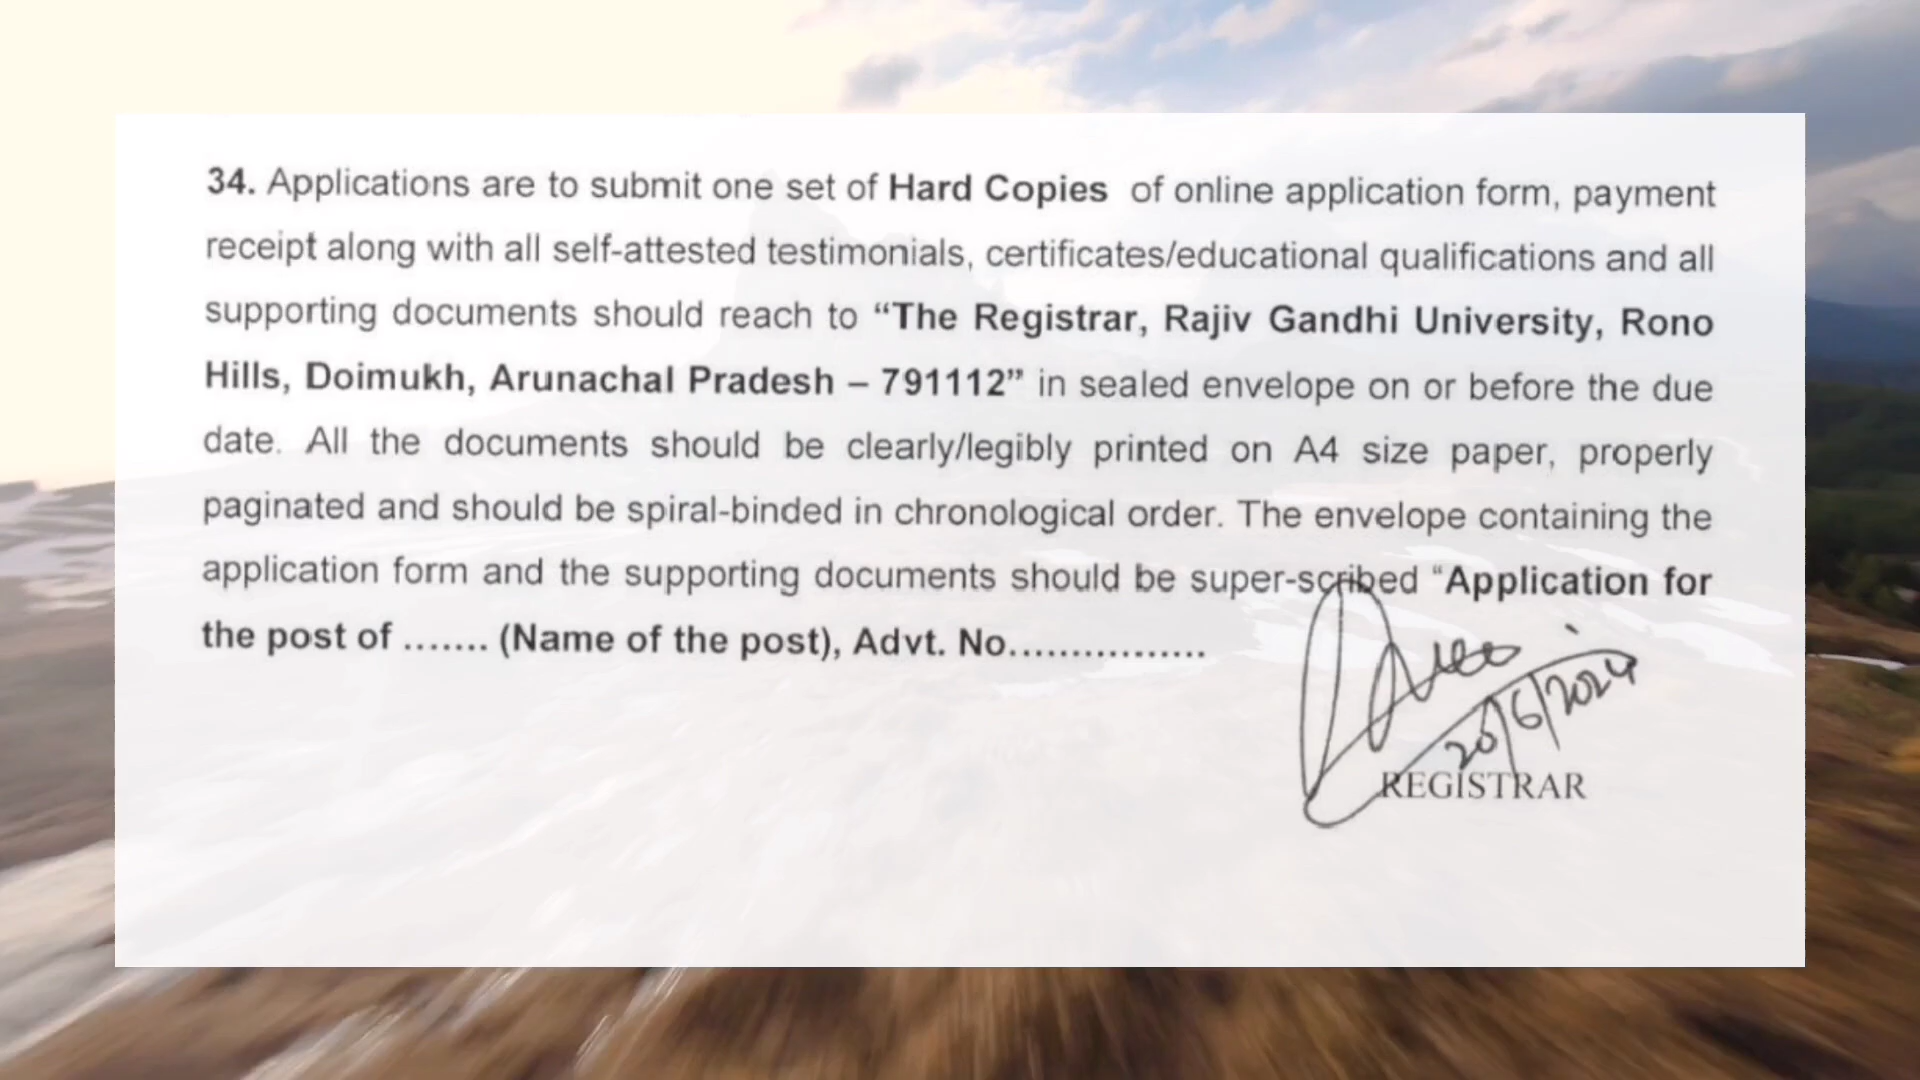 34. Applications are to submit one set of Hard Copies of online application form, payment
receipt along with all self-attested testimonials, certificates/educational qualifications and all
supporting documents should reach to “The Registrar, Rajiv Gandhi University, Rono
Hills, Doimukh, Arunachal Pradesh – 791112” in sealed envelope on or before the due
date. All the documents should be clearly/legibly printed on A4 size paper, properly
paginated and should be spiral-binded in chronological order. The envelope containing the
application form and the supporting documents should be super-scribed “Application for
the post of ....... (Name of the post), Advt. No................
REGISTRAR